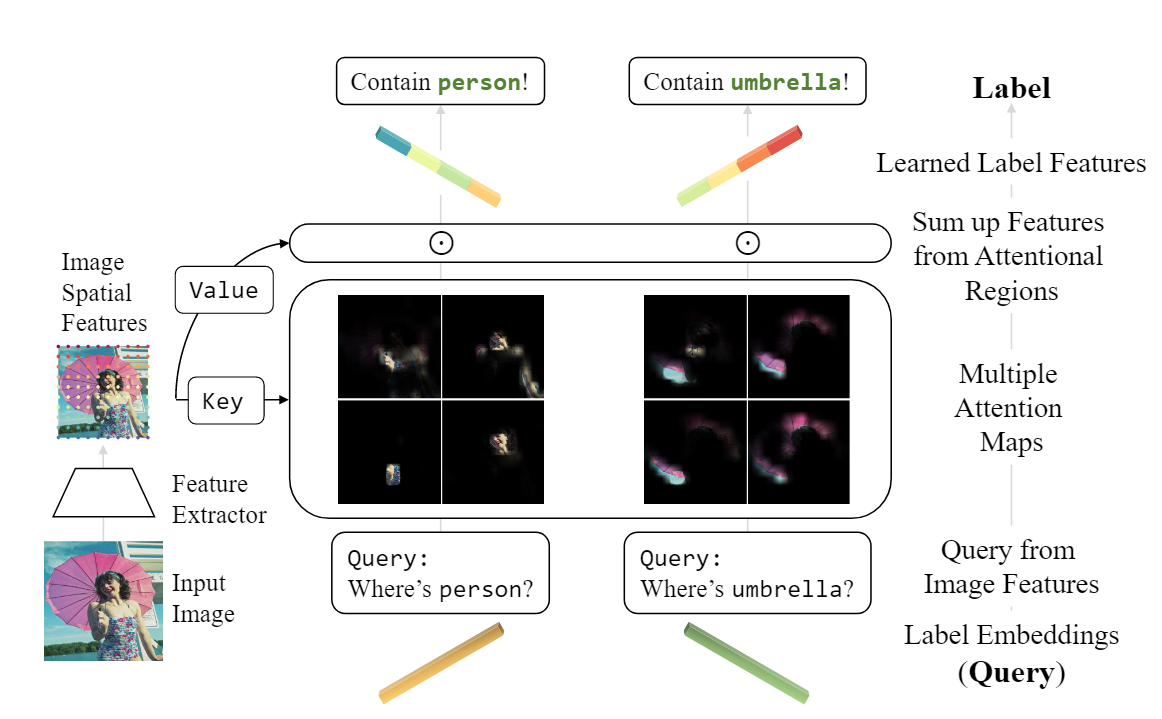 Contain person!
Contain umbrella!
Label
Learned Label Features
Sum up Features
from Attentional
Regions
Image
Spatial
Features
Value
Key
Multiple
Attention
Maps
Feature
Extractor
Input
Image
Query:
Where’s person?
Query:
Where’s umbrella?
Query from
Image Features
Label Embeddings
(Query)